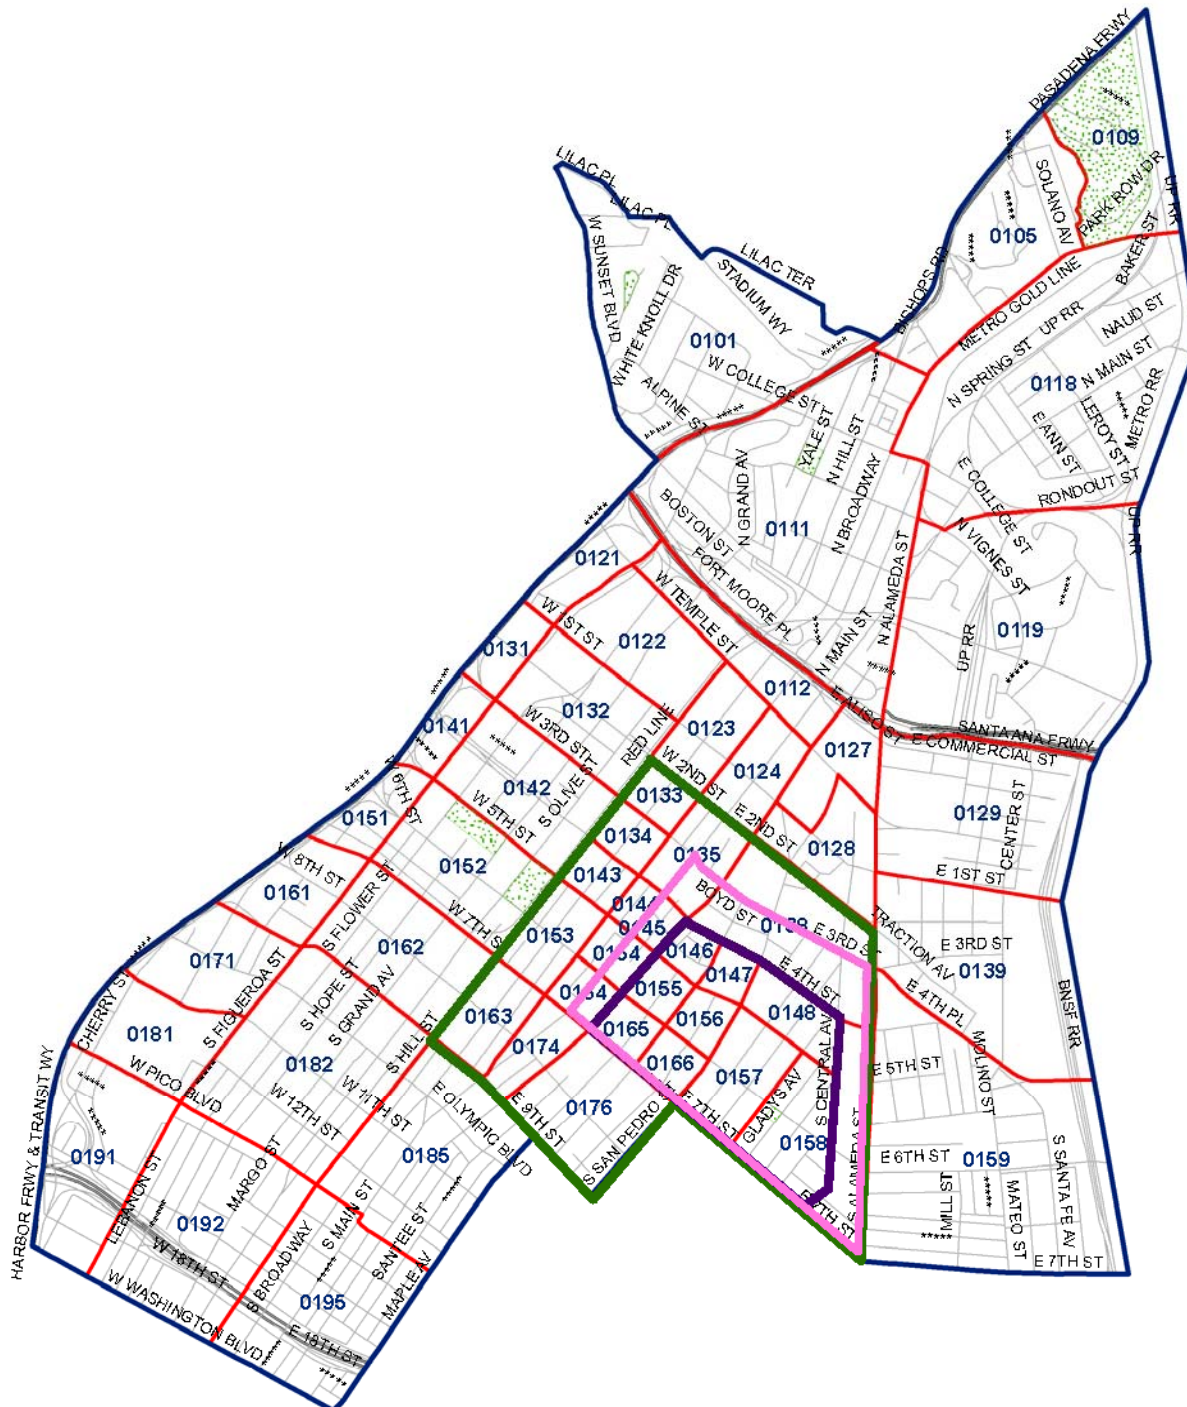 PASADENA FRWY
*****
0109
LILAC PL
*****
SOLANO AV
PARK ROW DR
UP RR
LILAC PL
*****
0105
BAKER ST
W SUNSET BLVD
LILAC TER
*****
STADIUM WY
BISHOPS RD
METRO GOLD LINE
WHITE KNOLL DR
UP RR
NAUD ST
0101
*****
N SPRING ST
N MAIN ST
W COLLEGE ST
*****
0118
ALPINE ST
*****
LEROY ST
*****
METRO RR
*****
YALE ST
N HILL ST
E ANN ST
N GRAND AV
N BROADWAY
E COLLEGE ST
RONDOUT ST
BOSTON ST
*****
0111
N VIGNES ST
UP RR
0121
FORT MOORE PL
N ALAMEDA ST
*****
W TEMPLE ST
W 1ST ST
0122
*****
N MAIN ST
0119
0131
UP RR
*****
0112
*****
*****
0132
RED LINE
0123
E ALISO ST
SANTA ANA FRWY
0141
W 3RD ST
*****
E COMMERCIAL ST
*****
0127
W 2ND ST
0124
W 6TH ST
0142
S OLIVE ST
0133
*****
0129
CENTER ST
0151
W 5TH ST
0134
E 2ND ST
0128
0135
W 8TH ST
0152
0143
E 1ST ST
0161
S FLOWER ST
BOYD ST
0144
0138
TRACTION AV
W 7TH ST
0153
0145
E 3RD ST
E 3RD ST
*****
0162
0146
0171
0154
0147
E 4TH ST
0139
CHERRY ST
S FIGUEROA ST
S HOPE ST
0155
E 4TH PL
BNSF RR
S GRAND AV
0164
0148
0163
0156
0181
S HILL ST
0165
S CENTRAL AV
0174
MOLINO ST
W PICO BLVD
0182
0166
E 5TH ST
*****
W 11TH ST
0157
GLADYS AV
W 12TH ST
E OLYMPIC BLVD
E 9TH ST
0176
E 7TH ST
*****
S SAN PEDRO
S ALAMEDA ST
0158
HARBOR FRWY & TRANSIT WY
0191
0185
E 6TH ST
0159
S SANTA FE AV
LEBANON ST
MARGO ST
*****
E 7TH ST
MILL ST
*****
MATEO ST
*****
0192
S MAIN ST
SANTEE ST
*****
W 18TH ST
S BROADWAY
*****
MAPLE AV
E 7TH ST
W WASHINGTON BLVD
0195
E 18TH ST
*****
*****